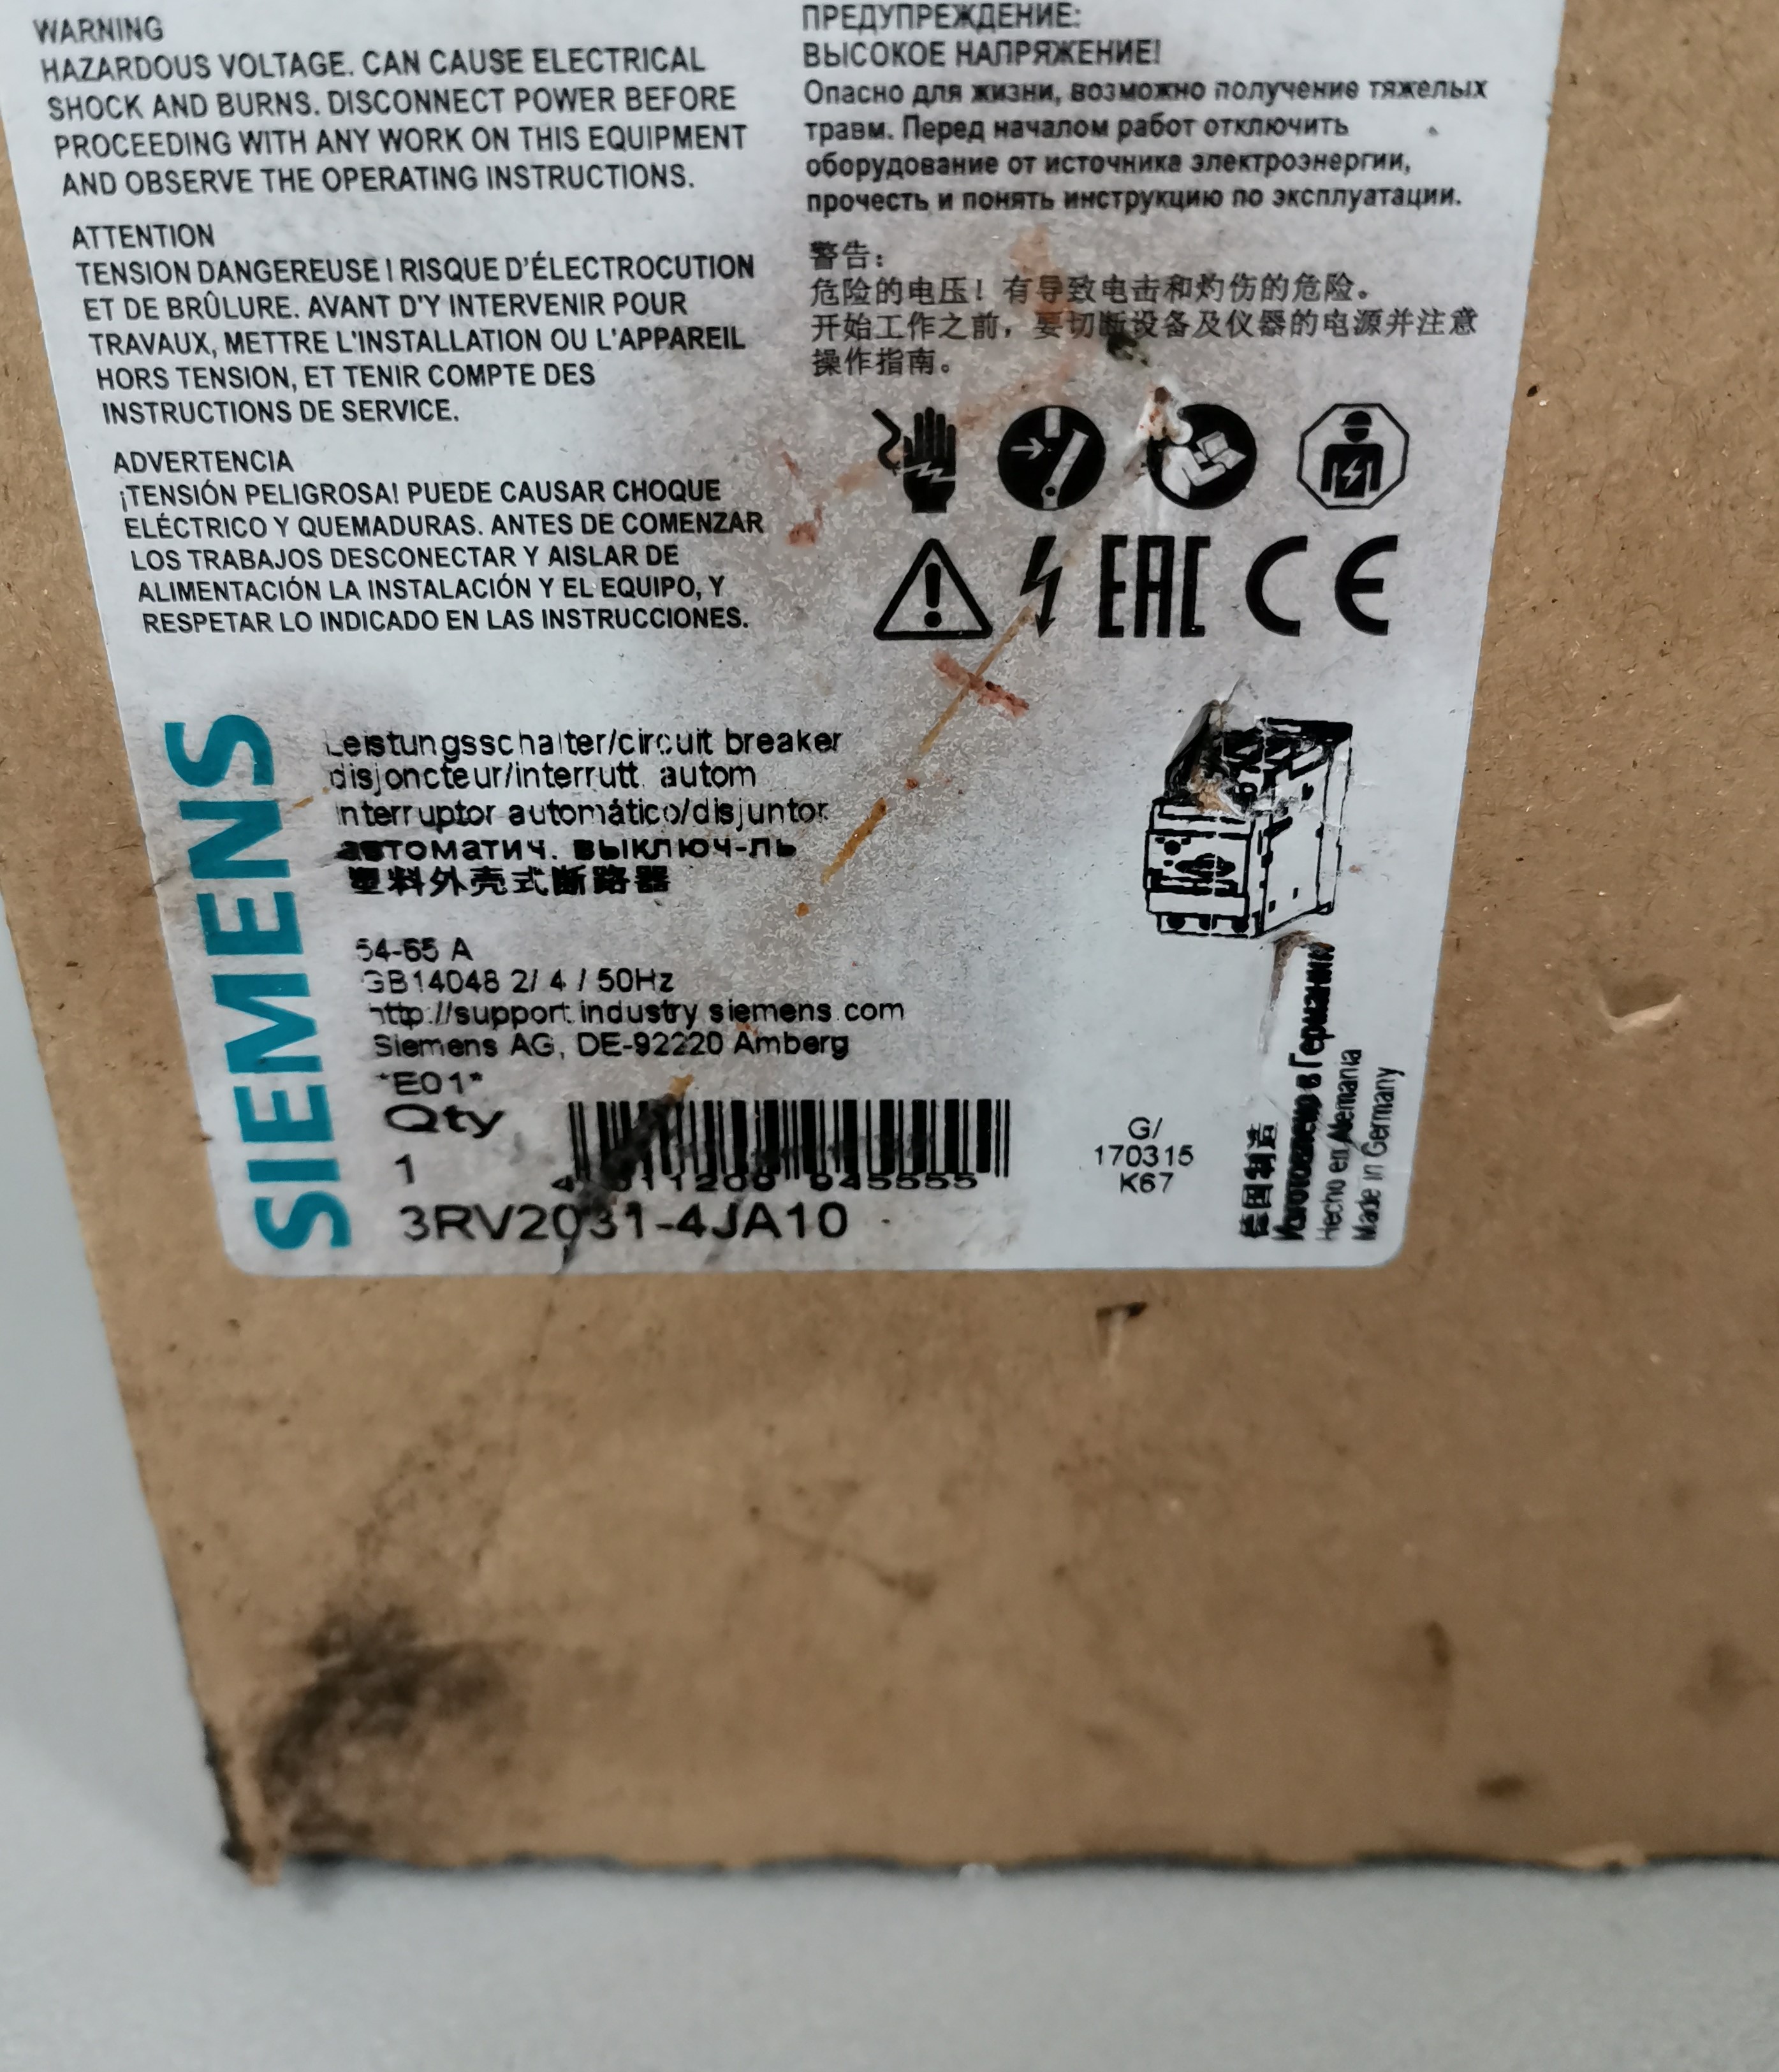 WARNING
HAZARDOUS VOLTAGE. CAN CAUSE ELECTRICAL
SHOCK AND BURNS. DISCONNECT POWER BEFORE
PROCEEDING WITH ANY WORK ON THIS EQUIPMENT
AND OBSERVE THE OPERATING INSTRUCTIONS.
ATTENTION
TENSION DANGEREUSE ! RISQUE D'ÉLECTROCUTION
ET DE BRÛLURE. AVANT D'Y INTERVENIR POUR
TRAVAUX, METTRE L'INSTALLATION OU L'APPAREIL
HORS TENSION, ET TENIR COMPTE DES
INSTRUCTIONS DE SERVICE.
ADVERTENCIA
¡TENSIÓN PELIGROSA! PUEDE CAUSAR CHOQUE
ELÉCTRICO Y QUEMADURAS. ANTES DE COMENZAR
LOS TRABAJOS DESCONECTAR Y AISLAR DE
ALIMENTACIÓN LA INSTALACIÓN Y EL EQUIPO, Y
RESPETAR LO INDICADO EN LAS INSTRUCCIONES.
ПРЕДУПРЕЖДЕНИЕ:
ВЫСОКОЕ НАПРЯЖЕНИЕ!
Опасно для жизни, возможно получение тяжелых
травм. Перед началом работ отключить
оборудование от источника электроэнергии,
прочесть и понять инструкцию по эксплуатации.
警告：
危险的电压！有导致电击和灼伤的危险。
开始工作之前，要切断设备及仪器的电源并注意
操作指南。
EAC CE
SIEMENS
Leistungsschalter/circuit breaker
disjoncteur/interrutt. autom
interruptor automático/disjuntor
автоматич. выключ-ль
塑料外壳式断路器
54-65 A
GB14048 2/ 4 / 50Hz
http://support.industry.siemens.com
Siemens AG, DE-92220 Amberg
*E01*
Qty
1
3RV2031-4JA10
G/
170315
K67
德国制造
Изготовлено в Германии
Hecho en Alemania
Made in Germany